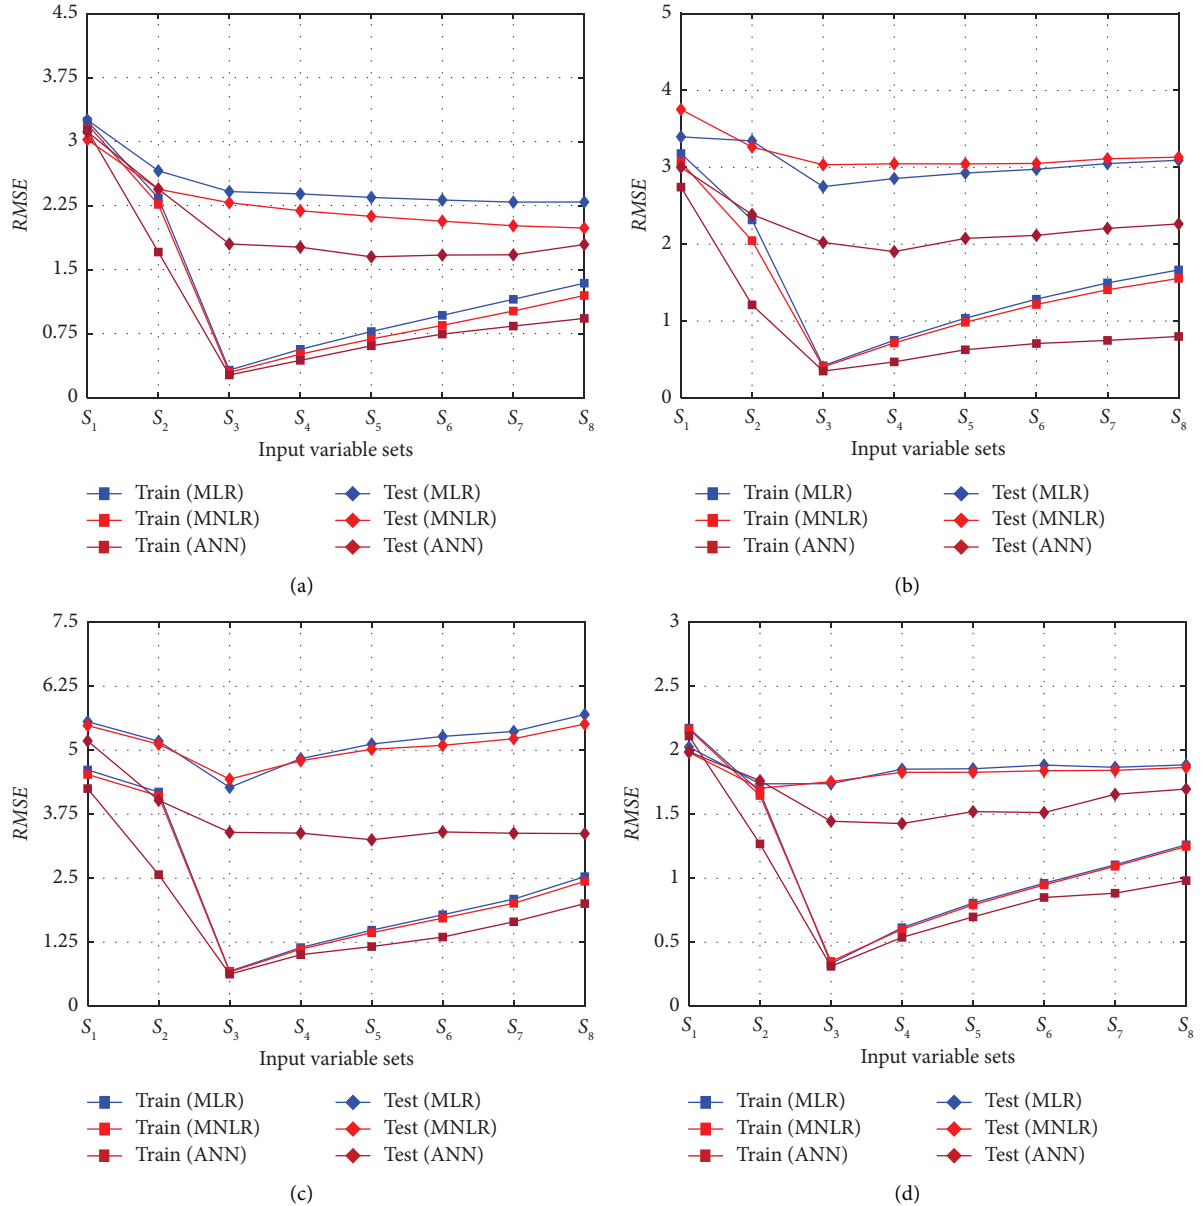 4.5
3.75
3
2.25
1.5
0.75
0
RMSE
S1 S2 S3 S4 S5 S6 S7 S8
Input variable sets
Train (MLR) Test (MLR)
Train (MNLR) Test (MNLR)
Train (ANN) Test (ANN)
(a)
5
4
3
2
1
0
RMSE
S1 S2 S3 S4 S5 S6 S7 S8
Input variable sets
Train (MLR) Test (MLR)
Train (MNLR) Test (MNLR)
Train (ANN) Test (ANN)
(b)
7.5
6.25
5
3.75
2.5
1.25
0
RMSE
S1 S2 S3 S4 S5 S6 S7 S8
Input variable sets
Train (MLR) Test (MLR)
Train (MNLR) Test (MNLR)
Train (ANN) Test (ANN)
(c)
3
2.5
2
1.5
1
0.5
0
RMSE
S1 S2 S3 S4 S5 S6 S7 S8
Input variable sets
Train (MLR) Test (MLR)
Train (MNLR) Test (MNLR)
Train (ANN) Test (ANN)
(d)